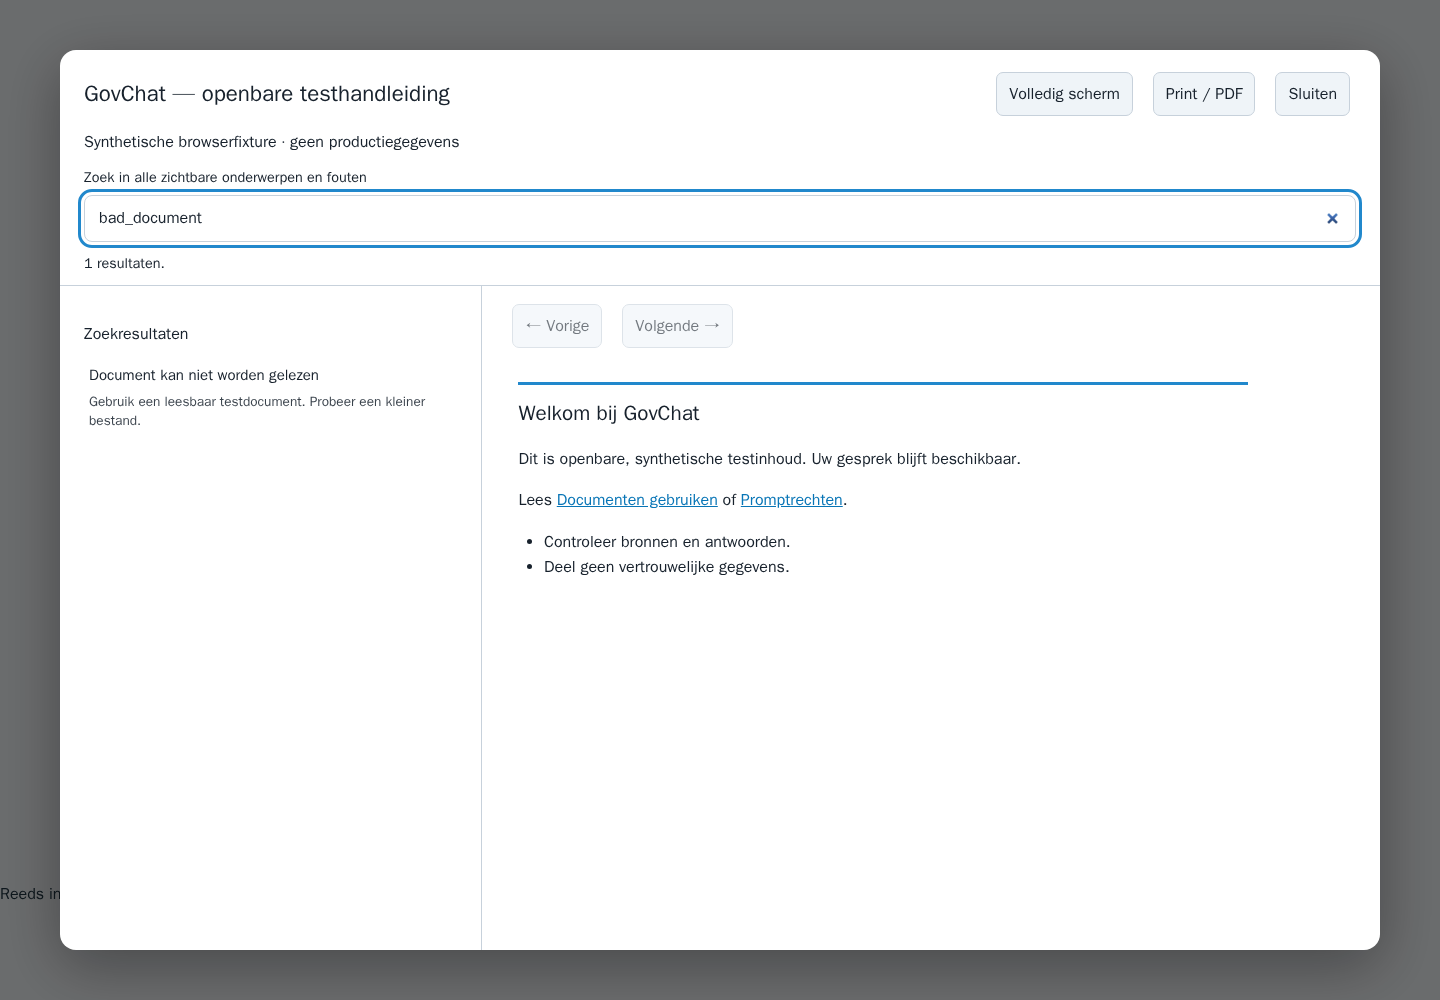 GovChat — openbare testhandleiding
Volledig scherm
Print / PDF
Sluiten
Synthetische browserfixture · geen productiegegevens
Zoek in alle zichtbare onderwerpen en fouten
bad_document
1 resultaten.
Zoekresultaten
Document kan niet worden gelezen
Gebruik een leesbaar testdocument. Probeer een kleiner
bestand.
← Vorige
Volgende →
Welkom bij GovChat
Dit is openbare, synthetische testinhoud. Uw gesprek blijft beschikbaar.
Lees Documenten gebruiken of Promptrechten.
• Controleer bronnen en antwoorden.
• Deel geen vertrouwelijke gegevens.
Reeds in